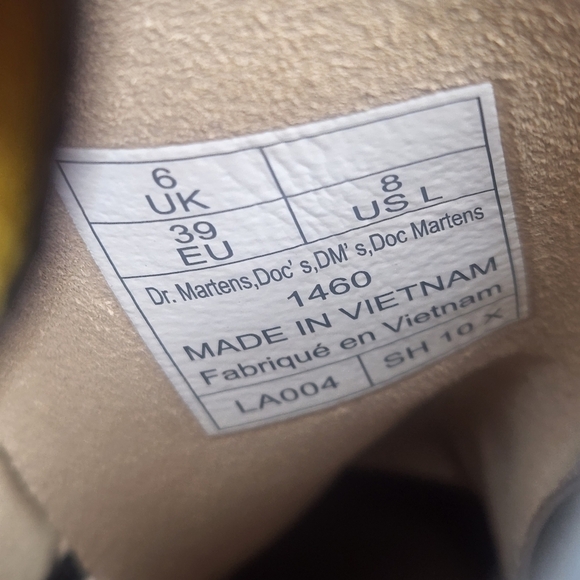 6
UK
39
EU
8
US L
Dr. Martens,Doc' s,DM' s,Doc Martens
1460
MADE IN VIETNAM
Fabriqué en Vietnam
LA004 SH 10 X